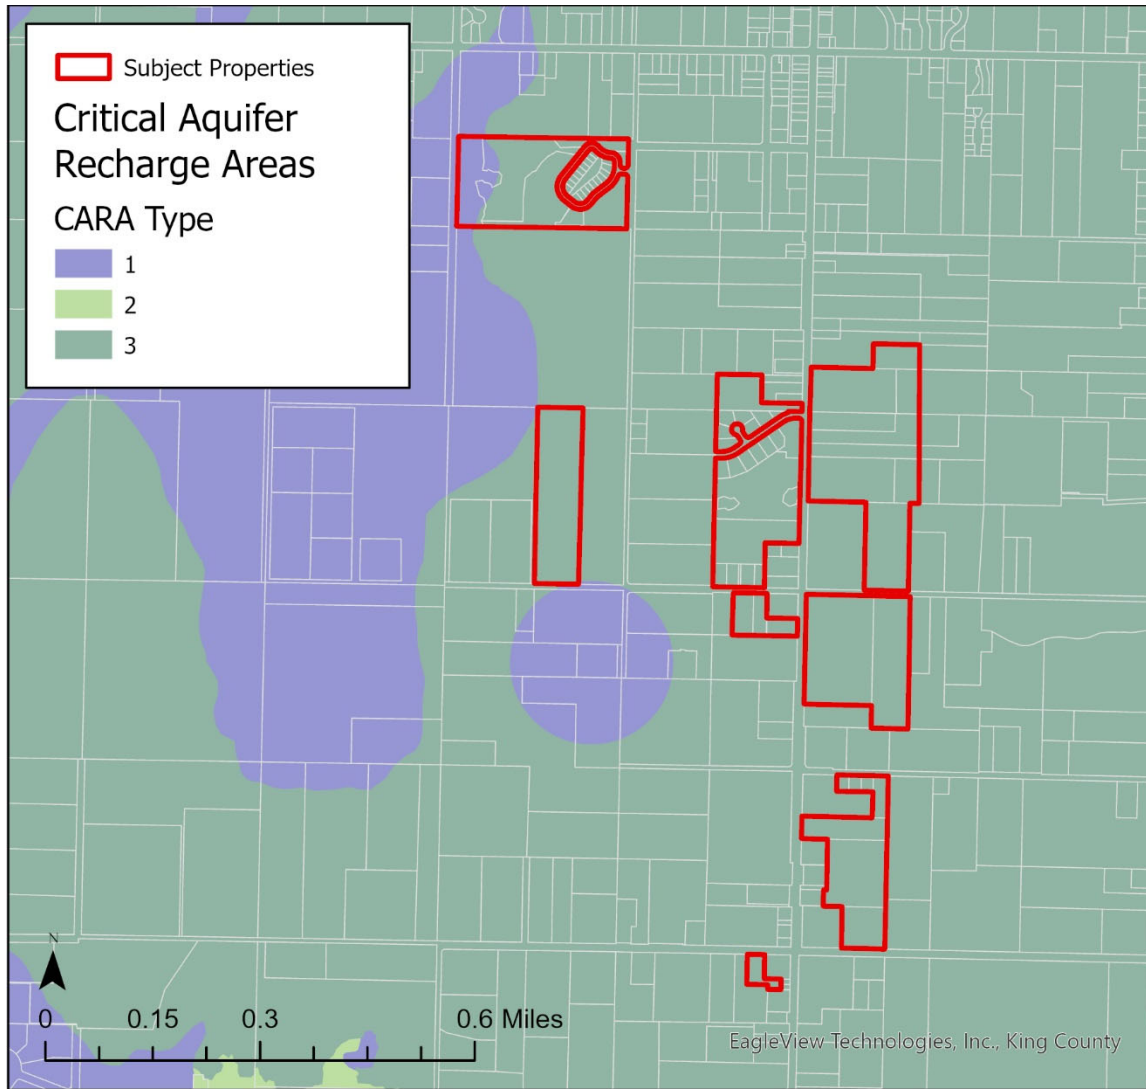 Subject Properties
Critical Aquifer
Recharge Areas
CARA Type
1
2
3
N
0 0.15 0.3 0.6 Miles
EagleView Technologies, Inc., King County